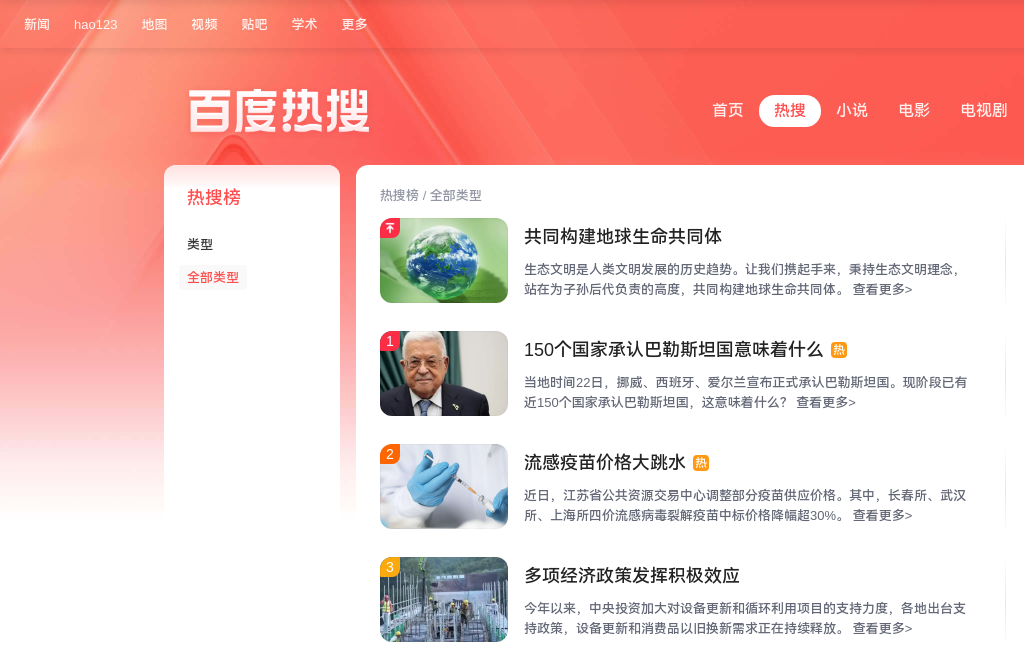 新闻 hao123 地图 视频 贴吧 学术 更多
百度热搜
首页 热搜 小说 电影 电视剧
热搜榜
类型
全部类型
热搜榜 / 全部类型
共同构建地球生命共同体
生态文明是人类文明发展的历史趋势。让我们携起手来，秉持生态文明理念，
站在为子孙后代负责的高度，共同构建地球生命共同体。 查看更多>
1
150个国家承认巴勒斯坦国意味着什么 热
当地时间22日，挪威、西班牙、爱尔兰宣布正式承认巴勒斯坦国。现阶段已有
近150个国家承认巴勒斯坦国，这意味着什么？ 查看更多>
2
流感疫苗价格大跳水 热
近日，江苏省公共资源交易中心调整部分疫苗供应价格。其中，长春所、武汉
所、上海所四价流感病毒裂解疫苗中标价格降幅超30%。 查看更多>
3
多项经济政策发挥积极效应
今年以来，中央投资加大对设备更新和循环利用项目的支持力度，各地出台支
持政策，设备更新和消费品以旧换新需求正在持续释放。 查看更多>